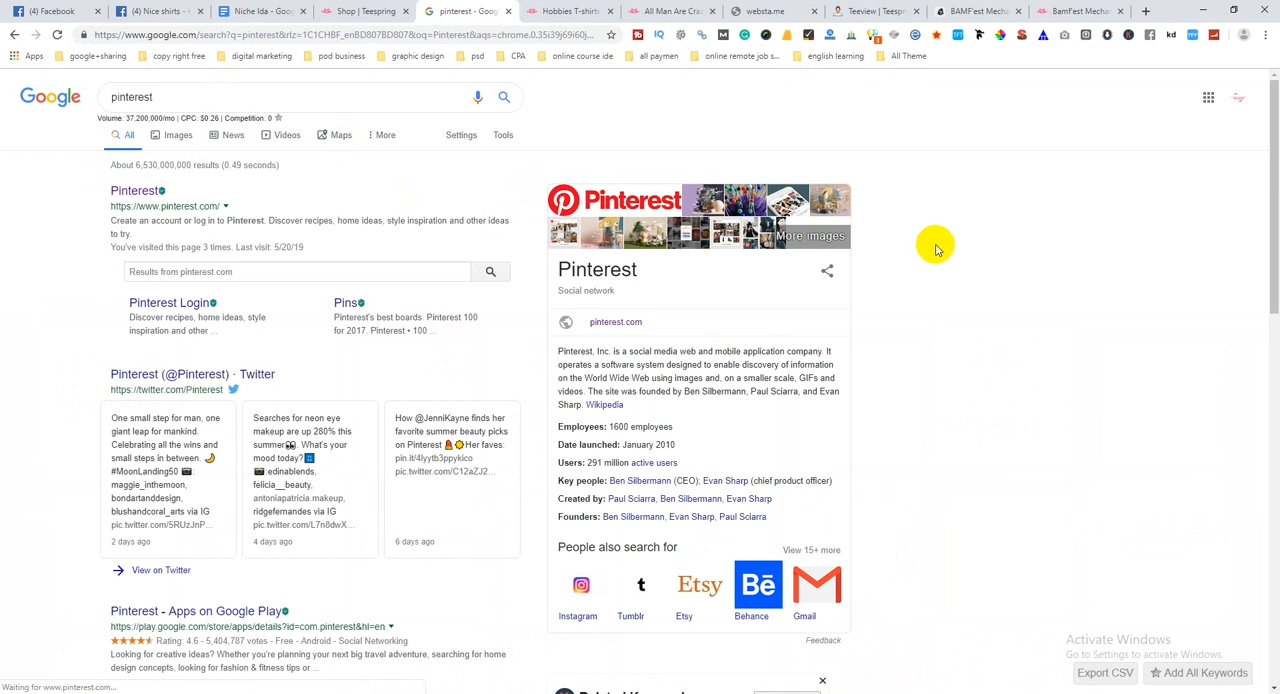 (4) Facebook
(4) Nice shirts - H
Niche Ida - Google
Shop | Teespring
pinterest - Goog
Hobbies T-shirts
All Man Are Cra
websta.me
Teeview | Teesp
BAMFest Mecha
BamFest Mecha
https://www.google.com/search?q=pinterest&rlz=1C1CHBF_enBD807BD807&oq=Pinterest&aqs=chrome.0.35i39j69i60j...
Apps
google+sharing
copy right free
graphic desing
marketing
pod business
graphic design
psd
CPA
online course ide
all paymen
online remote job s...
english learning
All Theme
Google
pinterest
Volume: 37,200,000/mo | CPC: $0.26 | Competition: 0
All
Images
News
Videos
Maps
More
Settings
Tools
About 6,530,000,000 results (0.49 seconds)
Pinterest
https://www.pinterest.com/
Create an account or log in to Pinterest. Discover recipes, home ideas, style inspiration and other ideas
to try.
You've visited this page 3 times. Last visit: 5/20/19
Results from pinterest.com
Pinterest Login
Discover recipes, home ideas, style
inspiration and other ...
Pins
Pinterest's best boards. Pinterest 100
for 2017. Pinterest • 100 ...
Pinterest (@Pinterest) · Twitter
https://twitter.com/Pinterest
One small step for man, one
giant leap for mankind.
Celebrating all the wins and
small steps in between.
#MoonLanding50
maggie_inthemoon,
bondartanddesign,
blushandcoral_arts via IG
pic.twitter.com/5RUzJnP...
2 days ago
Searches for neon eye
makeup are up 280% this
summer What's your
mood today?
: edinablends,
felicia__beauty,
antoniapatricia.makeup,
ridgefernandes via IG
pic.twitter.com/L7n8dwX...
4 days ago
How @JenniKayne finds her
favorite summer beauty picks
on Pinterest Her faves:
pin.it/4lyytb3ppykico
pic.twitter.com/C12aZJ2...
6 days ago
View on Twitter
Pinterest - Apps on Google Play
https://play.google.com/store/apps/details?id=com.pinterest&hl=en
Rating: 4.6 - 5,404,787 votes - Free - Android - Social Networking
Looking for creative ideas? Whether you're planning your next big travel adventure, searching for home
design concepts, looking for fashion & fitness tips or ...
Pinterest
More images
Pinterest
Social network
pinterest.com
Pinterest, Inc. is a social media web and mobile application company. It
operates a software system designed to enable discovery of information
on the World Wide Web using images and, on a smaller scale, GIFs and
videos. The site was founded by Ben Silbermann, Paul Sciarra, and Evan
Sharp. Wikipedia
Employees: 1600 employees
Date launched: January 2010
Users: 291 million active users
Key people: Ben Silbermann (CEO); Evan Sharp (chief product officer)
Created by: Paul Sciarra, Ben Silbermann, Evan Sharp
Founders: Ben Silbermann, Evan Sharp, Paul Sciarra
People also search for
View 15+ more
Instagram
Tumblr
Etsy
Etsy
Bē
Behance
Gmail
Feedback
Activate Windows
Go to Settings to activate Windows.
Export CSV
Add All Keywords
Waiting for www.pinterest.com...